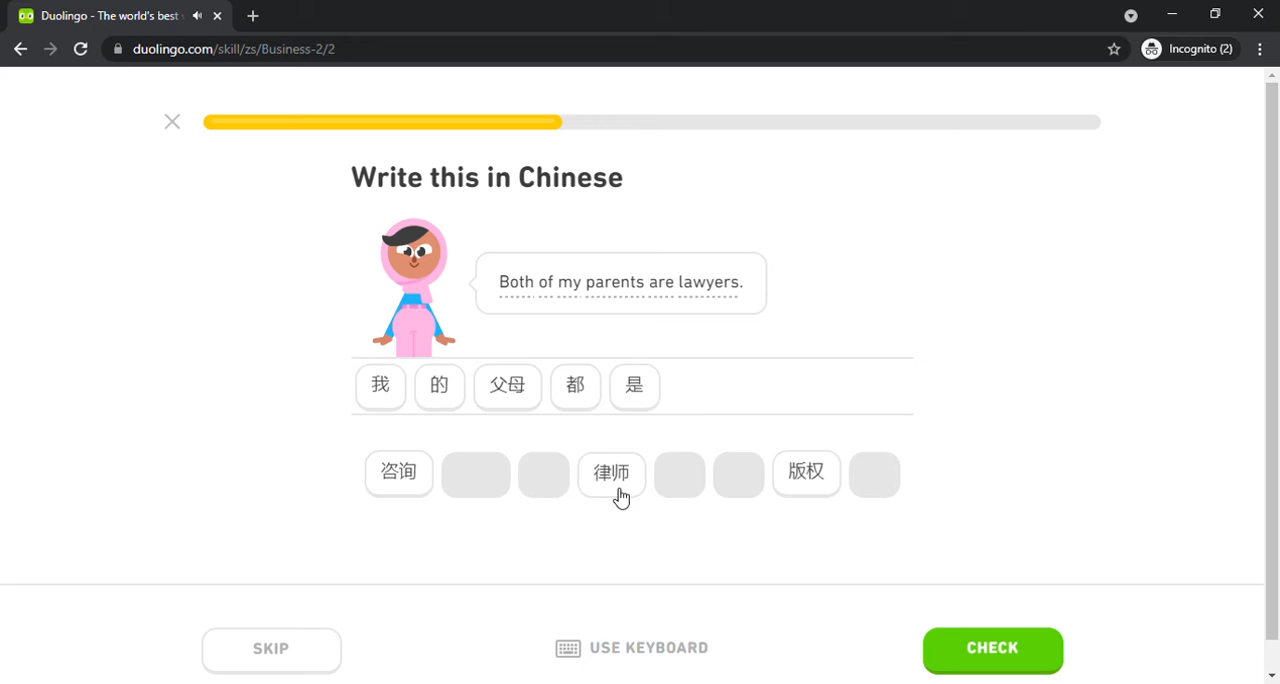 Duolingo - The world's best
duolingo.com/skill/zs/Business-2/2
Incognito (2)
Write this in Chinese
Both of my parents are lawyers.
我 的 父母 都 是
咨询 律师 版权
SKIP
USE KEYBOARD
CHECK